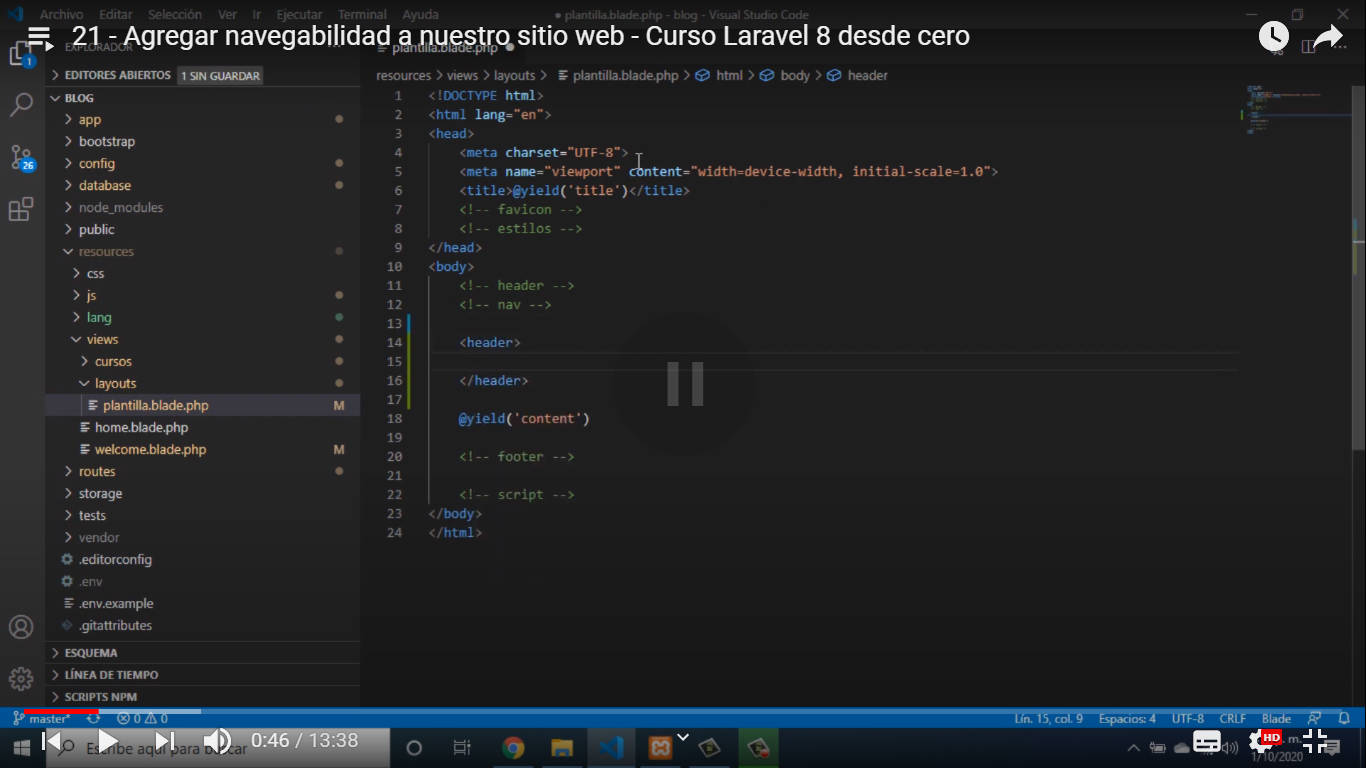 Archivo Editar Selección Ver Ir Ejecutar Terminal Ayuda
● plantilla.blade.php - blog - Visual Studio Code
21 - Agregar navegabilidad a nuestro sitio web - Curso Laravel 8 desde cero
EXPLORADOR
plantilla.blade.php ●
EDITORES ABIERTOS 1 SIN GUARDAR
BLOG
app
bootstrap
config
database
node_modules
public
resources
css
js
lang
views
cursos
layouts
plantilla.blade.php M
home.blade.php
welcome.blade.php M
routes
storage
tests
vendor
.editorconfig
.env
.env.example
.gitattributes
ESQUEMA
LÍNEA DE TIEMPO
SCRIPTS NPM
1
26
resources > views > layouts > plantilla.blade.php > html > body > header
1 <!DOCTYPE html>
2 <html lang="en">
3 <head>
4 <meta charset="UTF-8">
5 <meta name="viewport" content="width=device-width, initial-scale=1.0">
6 <title>@yield('title')</title>
7 <!-- favicon -->
8 <!-- estilos -->
9 </head>
10 <body>
11 <!-- header -->
12 <!-- nav -->
13
14 <header>
15
16 </header>
17
18 @yield('content')
19
20 <!-- footer -->
21
22 <!-- script -->
23 </body>
24 </html>
master* 0 0
Lín. 15, col. 9 Espacios: 4 UTF-8 CRLF Blade
Escribe aquí para buscar
0:46 / 13:38
HD
1/10/2020